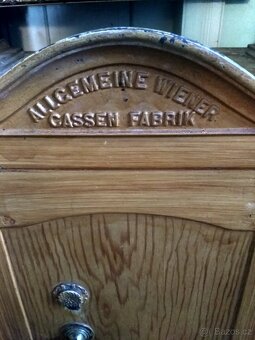 ALLGEMEINE WIENER
CASSEN FABRIK
© Bazos.cz